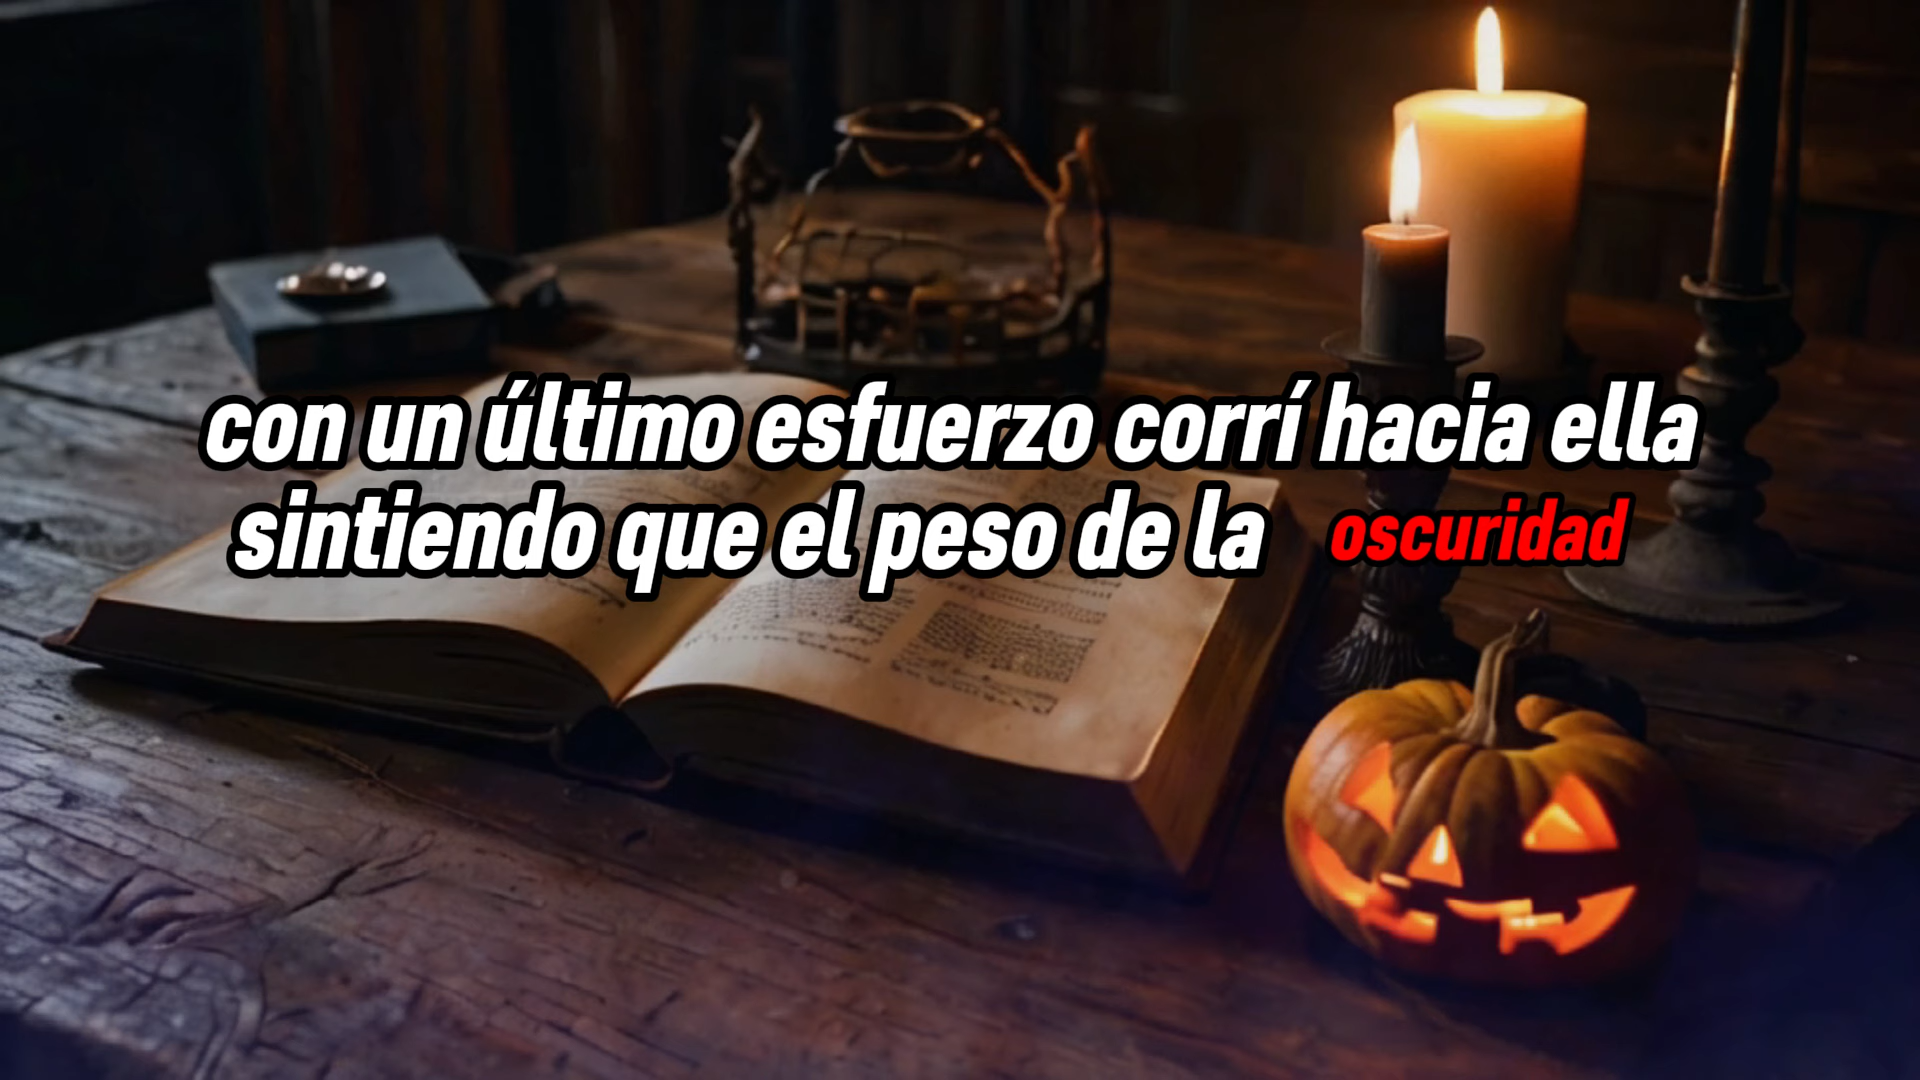 con un último esfuerzo corrí hacia ella
sintiendo que el peso de la oscuridad